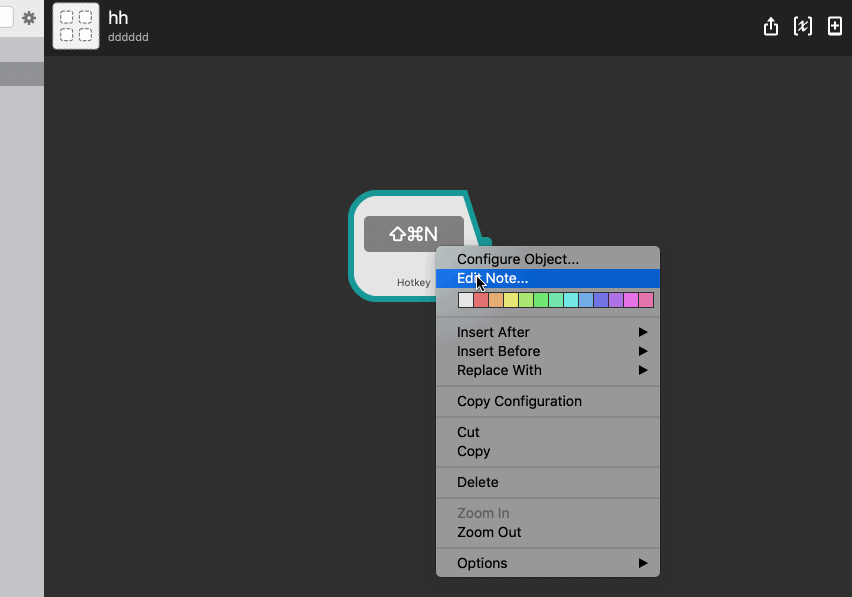 hh
dddddd
⇧⌘N
Hotkey
Configure Object...
Edit Note...
Insert After
Insert Before
Replace With
Copy Configuration
Cut
Copy
Delete
Zoom In
Zoom Out
Options